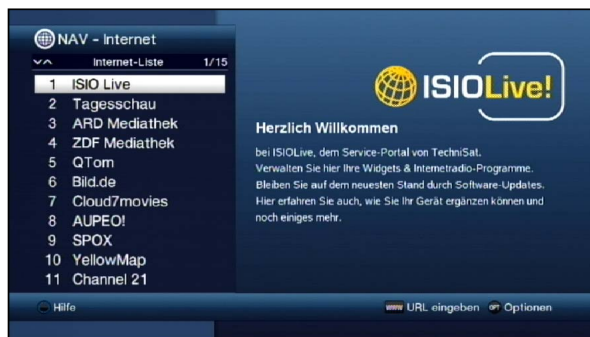 NAV - Internet
Internet-Liste 1/15
1 ISIO Live
2 Tagesschau
3 ARD Mediathek
4 ZDF Mediathek
5 QTom
6 Bild.de
7 Cloud7movies
8 AUPEO!
9 SPOX
10 YellowMap
11 Channel 21
ISIOLive!
Herzlich Willkommen
bei ISIOLive, dem Service-Portal von TechniSat.
Verwalten Sie hier Ihre Widgets & Internetradio-Programme.
Bleiben Sie auf dem neuesten Stand durch Software-Updates.
Hier erfahren Sie auch, wie Sie Ihr Gerät ergänzen können und
noch einiges mehr.
Hilfe
www URL eingeben OPT Optionen